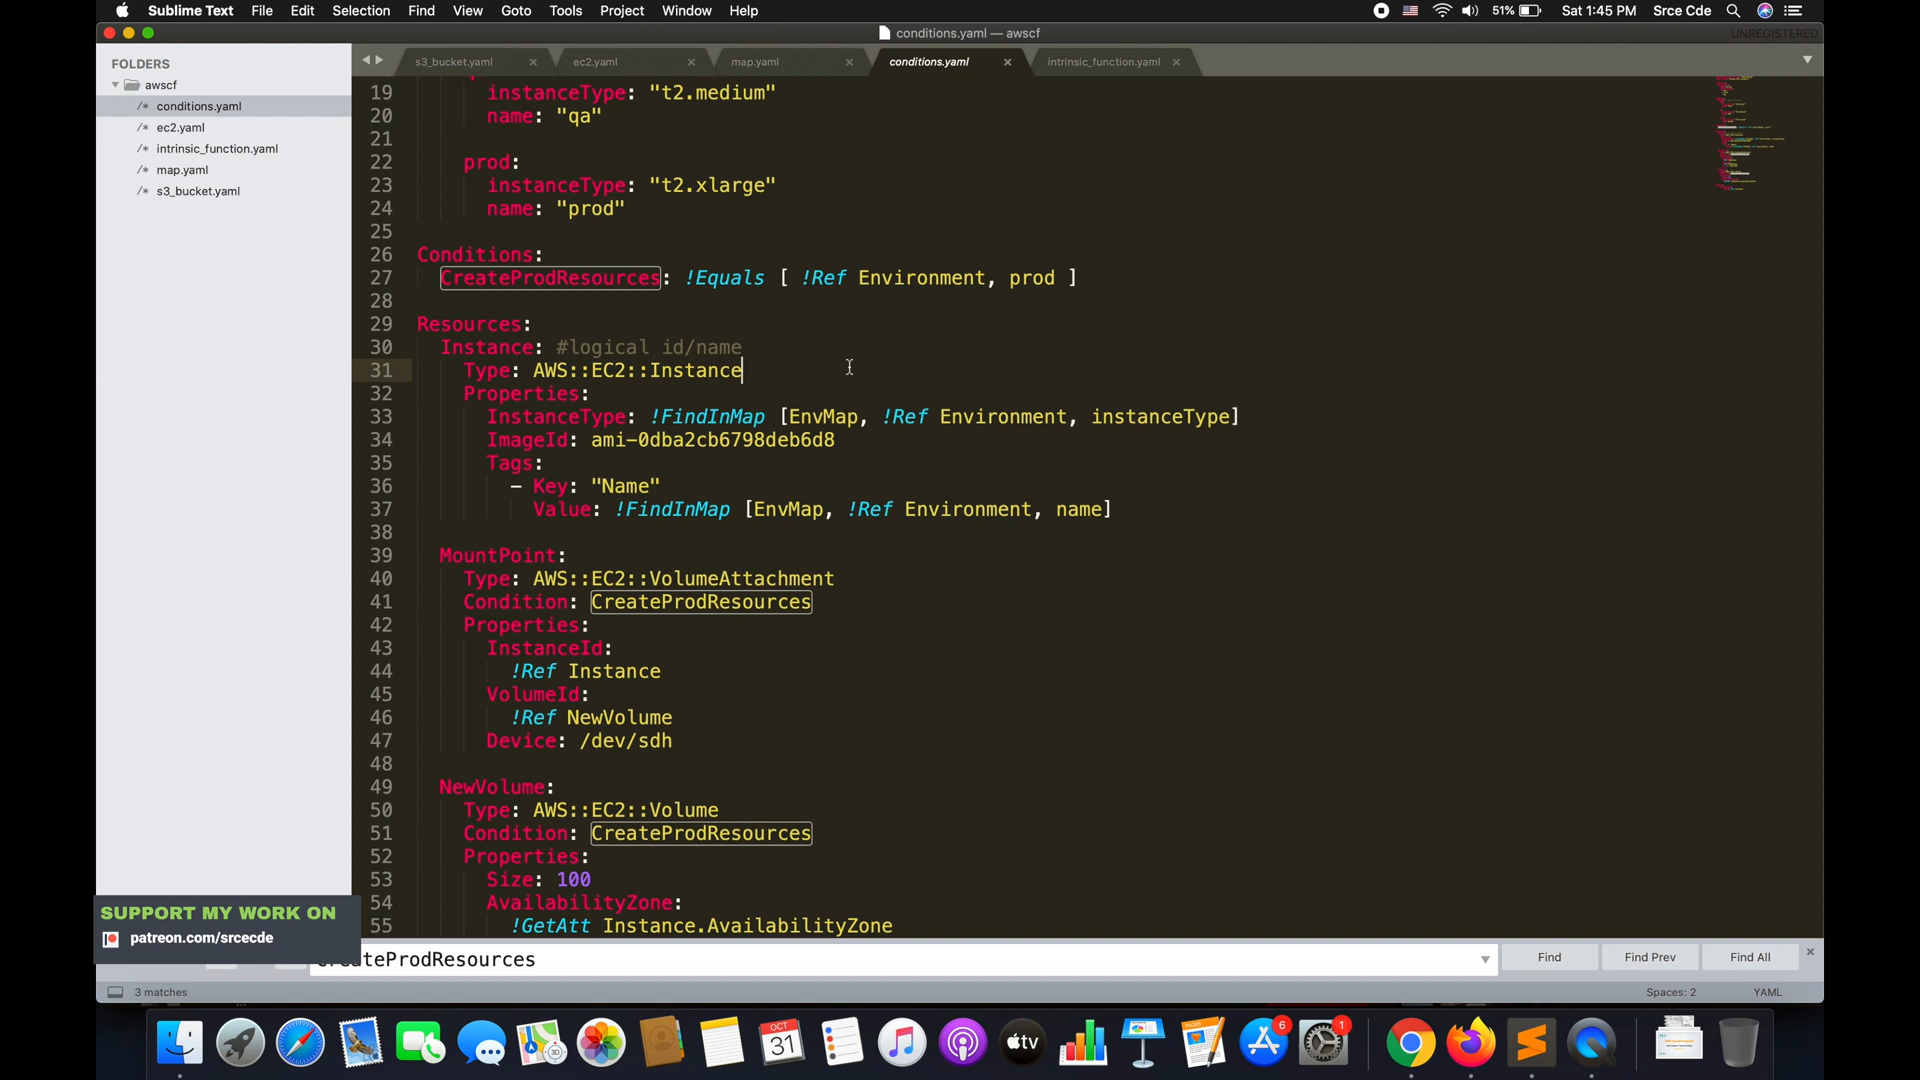 Sublime Text File Edit Selection Find View Goto Tools Project Window Help 51% Sat 1:45 PM Srce Cde
conditions.yaml — awscf UNREGISTERED
FOLDERS
awscf
/* conditions.yaml
/* ec2.yaml
/* intrinsic_function.yaml
/* map.yaml
/* s3_bucket.yaml
s3_bucket.yaml × ec2.yaml × map.yaml × conditions.yaml × intrinsic_function.yaml ×
19 instanceType: "t2.medium"
20 name: "qa"
21
22 prod:
23 instanceType: "t2.xlarge"
24 name: "prod"
25
26 Conditions:
27 CreateProdResources: !Equals [ !Ref Environment, prod ]
28
29 Resources:
30 Instance: #logical id/name
31 Type: AWS::EC2::Instance
32 Properties:
33 InstanceType: !FindInMap [EnvMap, !Ref Environment, instanceType]
34 ImageId: ami-0dba2cb6798deb6d8
35 Tags:
36 - Key: "Name"
37 Value: !FindInMap [EnvMap, !Ref Environment, name]
38
39 MountPoint:
40 Type: AWS::EC2::VolumeAttachment
41 Condition: CreateProdResources
42 Properties:
43 InstanceId:
44 !Ref Instance
45 VolumeId:
46 !Ref NewVolume
47 Device: /dev/sdh
48
49 NewVolume:
50 Type: AWS::EC2::Volume
51 Condition: CreateProdResources
52 Properties:
53 Size: 100
54 AvailabilityZone:
55 !GetAtt Instance.AvailabilityZone
SUPPORT MY WORK ON
patreon.com/srcecde
CreateProdResources Find Find Prev Find All ×
3 matches Spaces: 2 YAML
OCT
31
3D
tv
6
1
PAGES